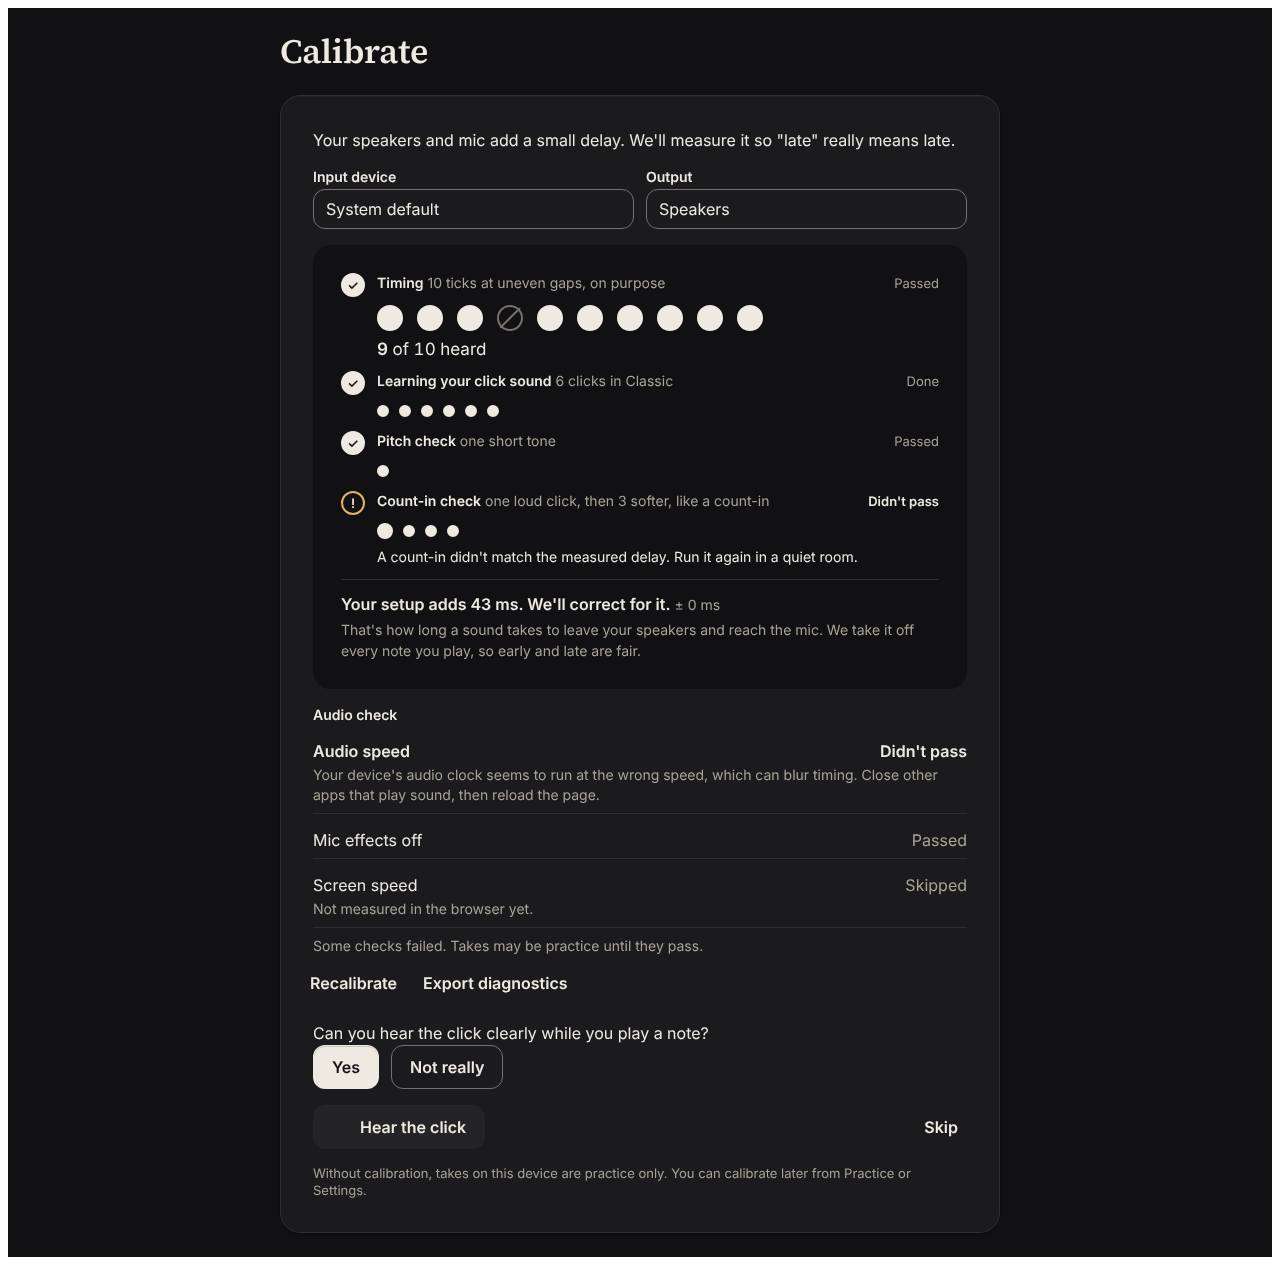 Calibrate
Your speakers and mic add a small delay. We'll measure it so "late" really means late.
Input device
Output
System default
Speakers
Timing 10 ticks at uneven gaps, on purpose
Passed
9 of 10 heard
Learning your click sound 6 clicks in Classic
Done
Pitch check one short tone
Passed
Count-in check one loud click, then 3 softer, like a count-in
Didn't pass
A count-in didn't match the measured delay. Run it again in a quiet room.
Your setup adds 43 ms. We'll correct for it. ± 0 ms
That's how long a sound takes to leave your speakers and reach the mic. We take it off
every note you play, so early and late are fair.
Audio check
Audio speed
Didn't pass
Your device's audio clock seems to run at the wrong speed, which can blur timing. Close other
apps that play sound, then reload the page.
Mic effects off
Passed
Screen speed
Skipped
Not measured in the browser yet.
Some checks failed. Takes may be practice until they pass.
Recalibrate
Export diagnostics
Can you hear the click clearly while you play a note?
Yes
Not really
Hear the click
Skip
Without calibration, takes on this device are practice only. You can calibrate later from Practice or
Settings.